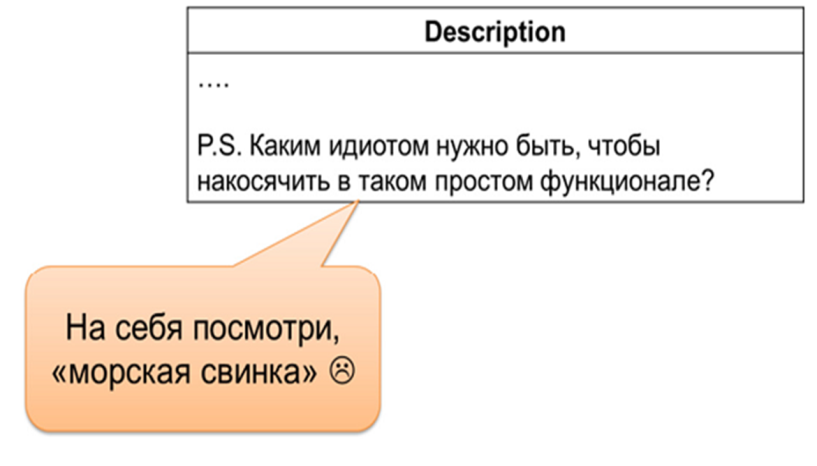 Description
....
P.S. Каким идиотом нужно быть, чтобы
накосячить в таком простом функционале?
На себя посмотри,
«морская свинка» ☹